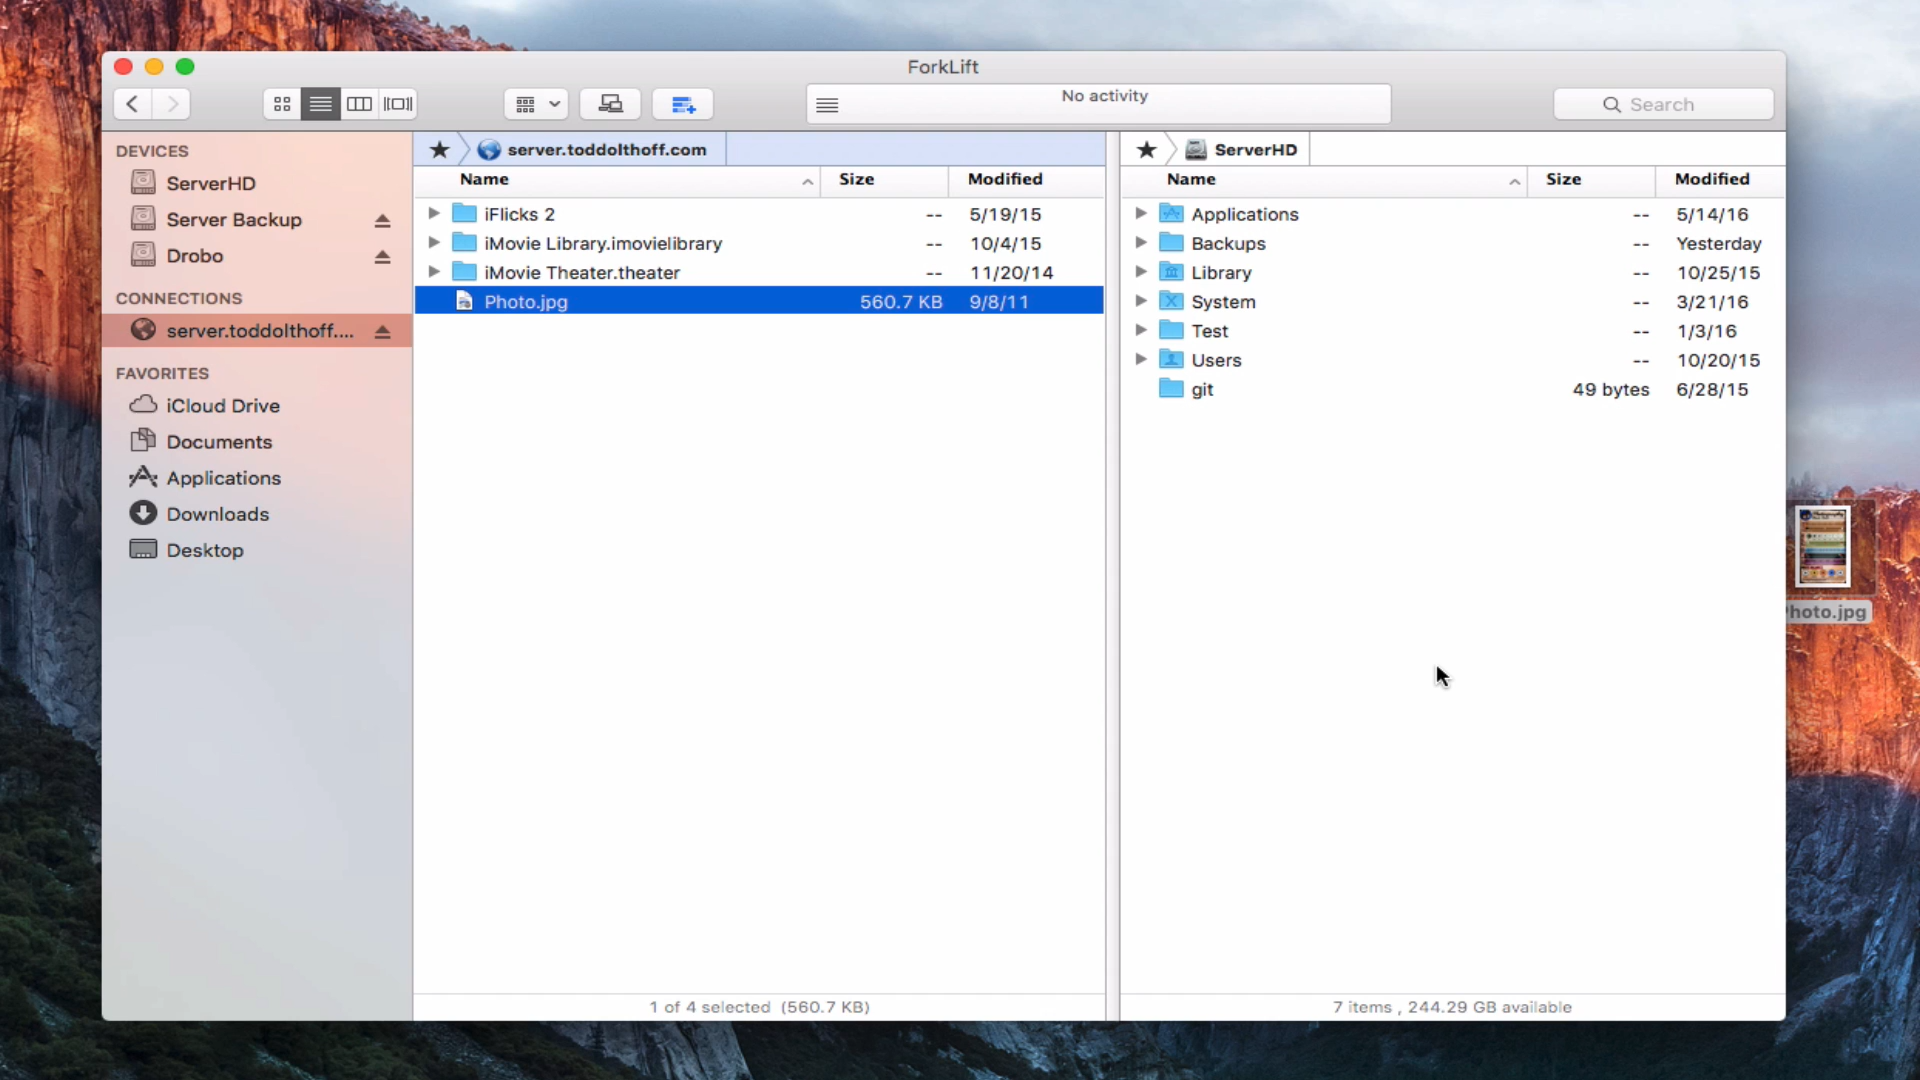 ForkLift
No activity
Search
DEVICES
ServerHD
Server Backup
Drobo
CONNECTIONS
server.toddolthoff....
FAVORITES
iCloud Drive
Documents
Applications
Downloads
Desktop
server.toddolthoff.com
Name Size Modified
iFlicks 2 -- 5/19/15
iMovie Library.imovielibrary -- 10/4/15
iMovie Theater.theater -- 11/20/14
Photo.jpg 560.7 KB 9/8/11
1 of 4 selected (560.7 KB)
ServerHD
Name Size Modified
Applications -- 5/14/16
Backups -- Yesterday
Library -- 10/25/15
System -- 3/21/16
Test -- 1/3/16
Users -- 10/20/15
git 49 bytes 6/28/15
7 items , 244.29 GB available
hoto.jpg